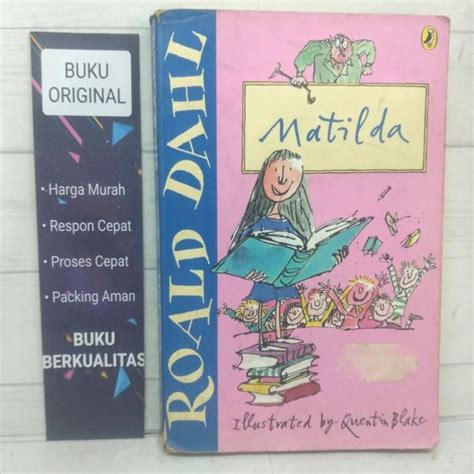 BUKU
ORIGINAL
• Harga Murah
• Respon Cepat
• Proses Cepat
• Packing Aman
BUKU
BERKUALITAS
ROALD DAHL
Matilda
Illustrated by Quentin Blake